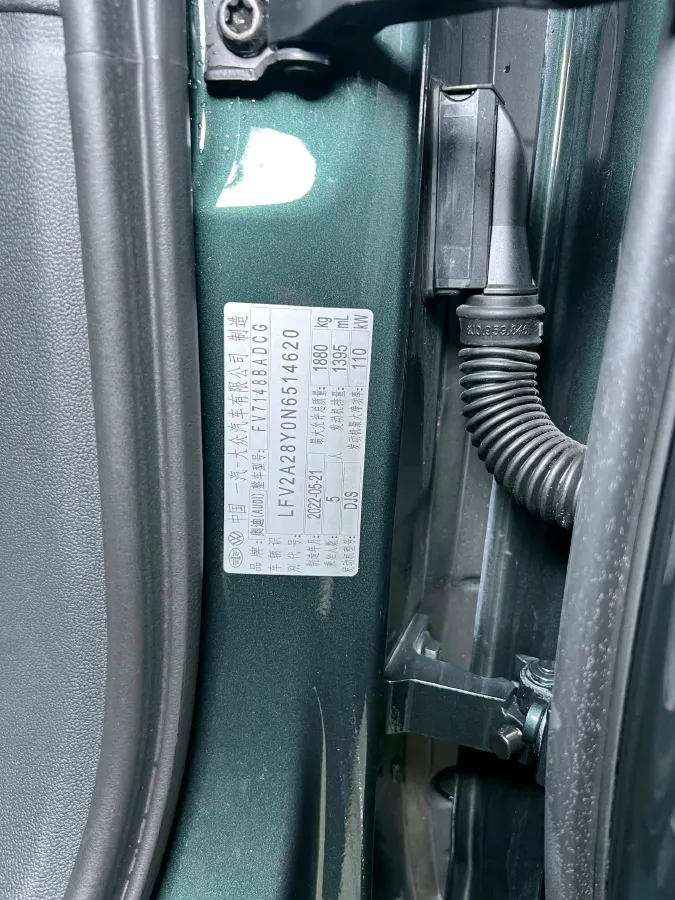 中国 一汽-大众汽车有限公司 制造
品牌: 奥迪(AUDI) 整车型号: FV7148BADCG
车辆识别代号: LFV2A28Y0N6514620
制造年月: 2022-05-21 最大允许总质量: 1880 kg
乘坐人数: 5 人 发动机排量: 1395 mL
发动机型号: DJS 发动机最大净功率: 110 kW